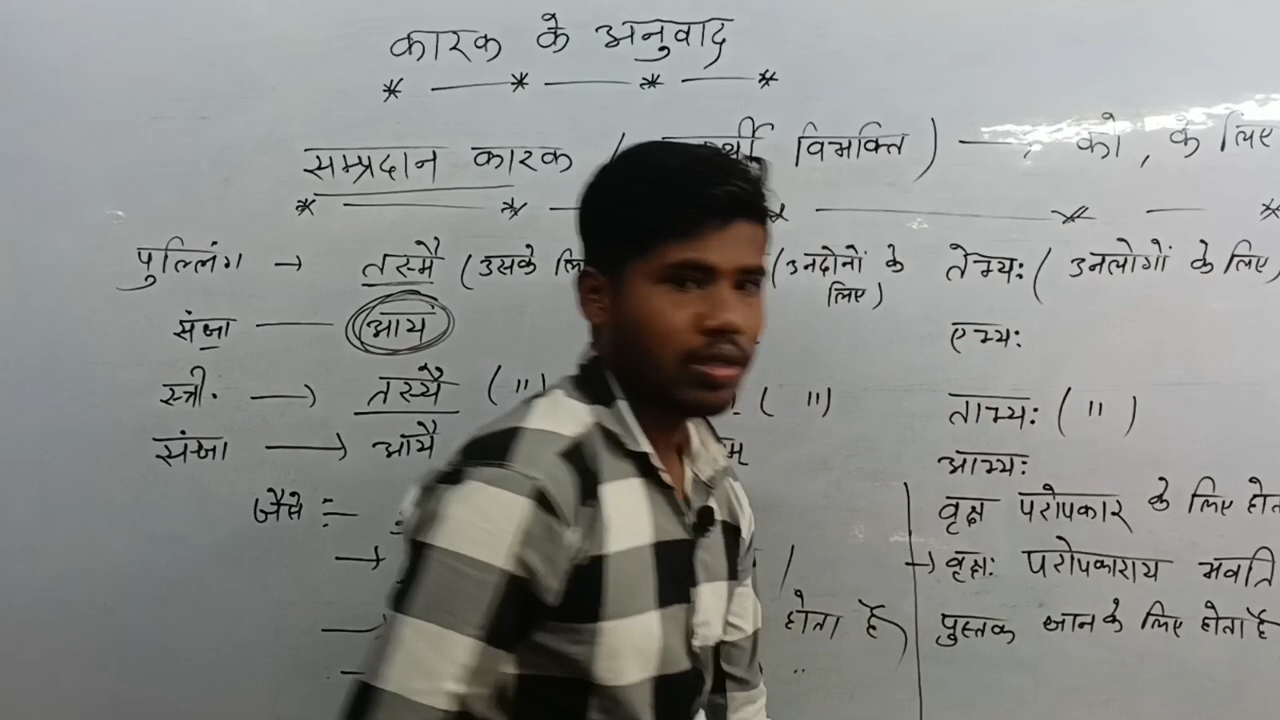 कारक के अनुवाद
सम्प्रदान कारक ( विभक्ति ) — को , के लिए
पुल्लिंग → तस्मै (उसके (उनदोनों के लिए) तेभ्यः ( उनलोगों के लिए)
संज्ञा — आय एभ्यः
स्त्री. → तस्यै ( " ) ( " ) ताभ्यः ( " )
संज्ञा → आयै आभ्यः
जैसे :=
वृक्ष परोपकार के लिए
→ वृक्षः परोपकाराय भवति
होता है पुस्तक ज्ञान के लिए होता है